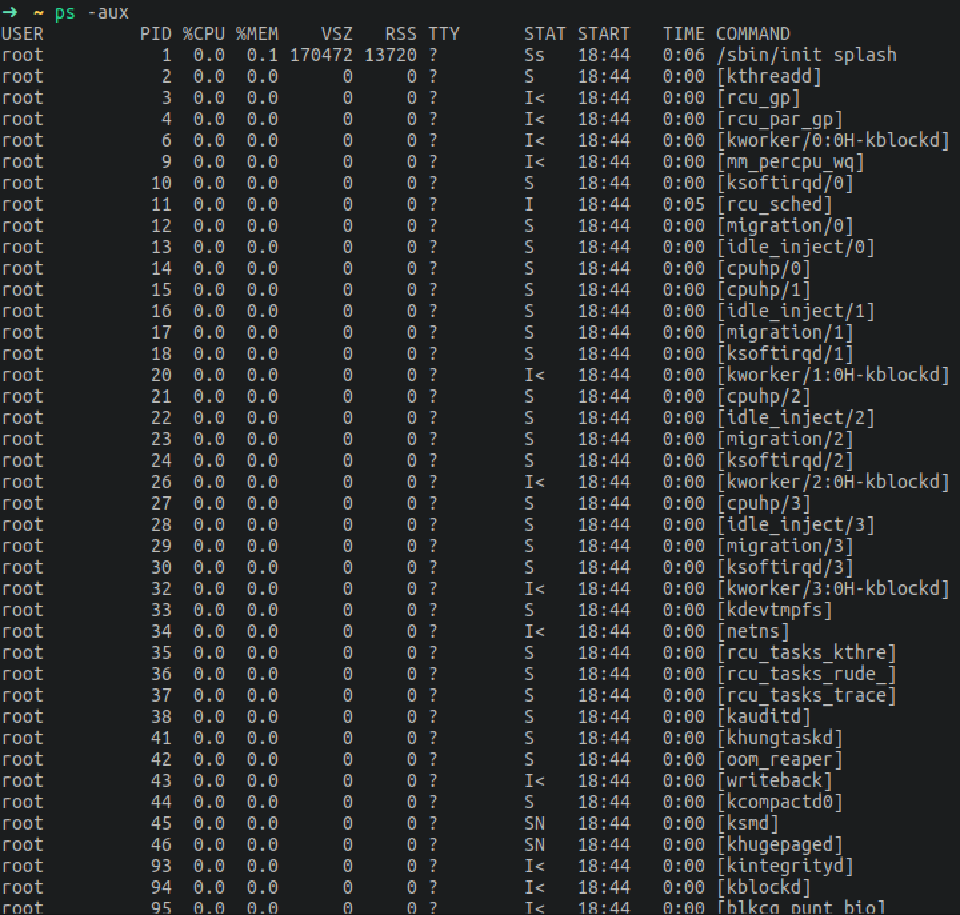 → ~ ps -aux
USER PID %CPU %MEM VSZ RSS TTY STAT START TIME COMMAND
root 1 0.0 0.1 170472 13720 ? Ss 18:44 0:06 /sbin/init splash
root 2 0.0 0.0 0 0 ? S 18:44 0:00 [kthreadd]
root 3 0.0 0.0 0 0 ? I< 18:44 0:00 [rcu_gp]
root 4 0.0 0.0 0 0 ? I< 18:44 0:00 [rcu_par_gp]
root 6 0.0 0.0 0 0 ? I< 18:44 0:00 [kworker/0:0H-kblockd]
root 9 0.0 0.0 0 0 ? I< 18:44 0:00 [mm_percpu_wq]
root 10 0.0 0.0 0 0 ? S 18:44 0:00 [ksoftirqd/0]
root 11 0.0 0.0 0 0 ? I 18:44 0:05 [rcu_sched]
root 12 0.0 0.0 0 0 ? S 18:44 0:00 [migration/0]
root 13 0.0 0.0 0 0 ? S 18:44 0:00 [idle_inject/0]
root 14 0.0 0.0 0 0 ? S 18:44 0:00 [cpuhp/0]
root 15 0.0 0.0 0 0 ? S 18:44 0:00 [cpuhp/1]
root 16 0.0 0.0 0 0 ? S 18:44 0:00 [idle_inject/1]
root 17 0.0 0.0 0 0 ? S 18:44 0:00 [migration/1]
root 18 0.0 0.0 0 0 ? S 18:44 0:00 [ksoftirqd/1]
root 20 0.0 0.0 0 0 ? I< 18:44 0:00 [kworker/1:0H-kblockd]
root 21 0.0 0.0 0 0 ? S 18:44 0:00 [cpuhp/2]
root 22 0.0 0.0 0 0 ? S 18:44 0:00 [idle_inject/2]
root 23 0.0 0.0 0 0 ? S 18:44 0:00 [migration/2]
root 24 0.0 0.0 0 0 ? S 18:44 0:00 [ksoftirqd/2]
root 26 0.0 0.0 0 0 ? I< 18:44 0:00 [kworker/2:0H-kblockd]
root 27 0.0 0.0 0 0 ? S 18:44 0:00 [cpuhp/3]
root 28 0.0 0.0 0 0 ? S 18:44 0:00 [idle_inject/3]
root 29 0.0 0.0 0 0 ? S 18:44 0:00 [migration/3]
root 30 0.0 0.0 0 0 ? S 18:44 0:00 [ksoftirqd/3]
root 32 0.0 0.0 0 0 ? I< 18:44 0:00 [kworker/3:0H-kblockd]
root 33 0.0 0.0 0 0 ? S 18:44 0:00 [kdevtmpfs]
root 34 0.0 0.0 0 0 ? I< 18:44 0:00 [netns]
root 35 0.0 0.0 0 0 ? S 18:44 0:00 [rcu_tasks_kthre]
root 36 0.0 0.0 0 0 ? S 18:44 0:00 [rcu_tasks_rude_]
root 37 0.0 0.0 0 0 ? S 18:44 0:00 [rcu_tasks_trace]
root 38 0.0 0.0 0 0 ? S 18:44 0:00 [kauditd]
root 41 0.0 0.0 0 0 ? S 18:44 0:00 [khungtaskd]
root 42 0.0 0.0 0 0 ? S 18:44 0:00 [oom_reaper]
root 43 0.0 0.0 0 0 ? I< 18:44 0:00 [writeback]
root 44 0.0 0.0 0 0 ? S 18:44 0:00 [kcompactd0]
root 45 0.0 0.0 0 0 ? SN 18:44 0:00 [ksmd]
root 46 0.0 0.0 0 0 ? SN 18:44 0:00 [khugepaged]
root 93 0.0 0.0 0 0 ? I< 18:44 0:00 [kintegrityd]
root 94 0.0 0.0 0 0 ? I< 18:44 0:00 [kblockd]
root 95 0.0 0.0 0 0 ? I< 18:44 0:00 [blkcg_punt_bio]